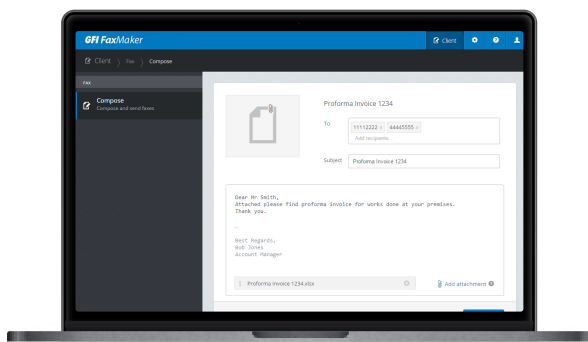 GFI FaxMaker
Client
Client
Fax
Compose
FAX
Compose
Compose and send faxes
Proforma Invoice 1234
To
11112222 x 44445555 x
Add recipients...
Subject
Proforma Invoice 1234
Dear Mr Smith,
Attached please find proforma invoice for works done at your premises.
Thank you.
Best Regards,
Bob Jones
Account Manager
Proforma Invoice 1234.xlsx
Add attachment